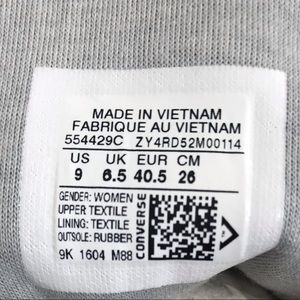 MADE IN VIETNAM
FABRIQUE AU VIETNAM
554429C ZY4RD52M00114
US UK EUR CM
9 6.5 40.5 26
GENDER: WOMEN
UPPER TEXTILE
LINING: TEXTILE
OUTSOLE: RUBBER
9K 1604 M88
CONVERSE